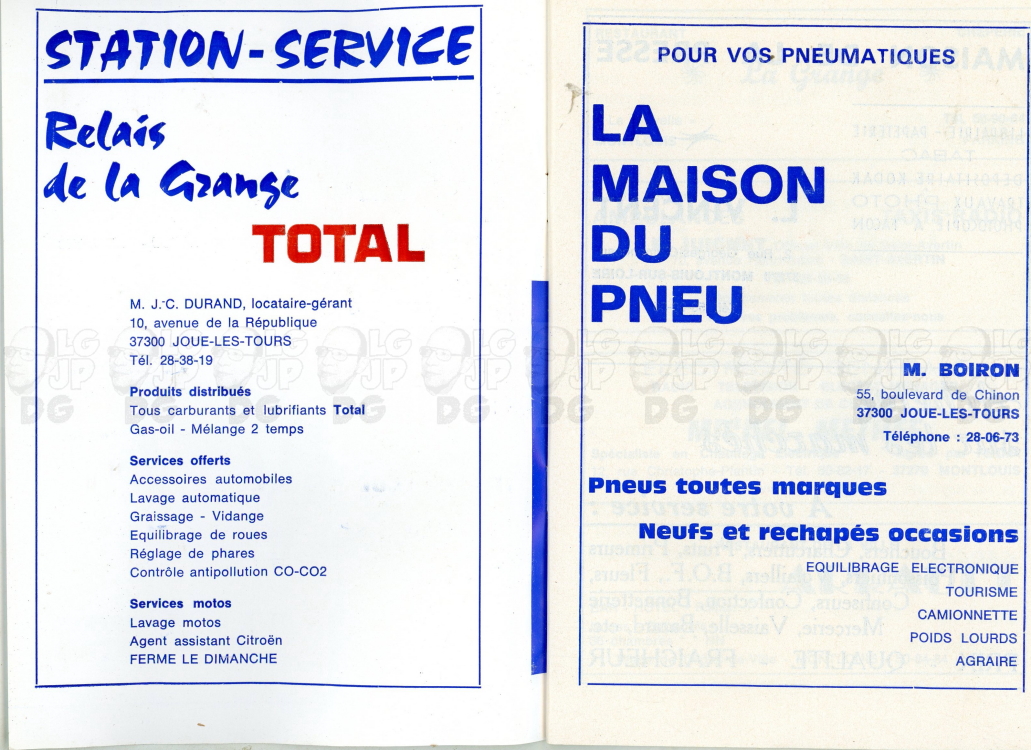 STATION-SERVICE
Relais
de la Grange
TOTAL
M. J.-C. DURAND, locataire-gérant
10, avenue de la République
37300 JOUE-LES-TOURS
Tél. 28-38-19
Produits distribués
Tous carburants et lubrifiants Total
Gas-oil - Mélange 2 temps
Services offerts
Accessoires automobiles
Lavage automatique
Graissage - Vidange
Equilibrage de roues
Réglage de phares
Contrôle antipollution CO-CO2
Services motos
Lavage motos
Agent assistant Citroën
FERME LE DIMANCHE
POUR VOS PNEUMATIQUES
LA
MAISON
DU
PNEU
M. BOIRON
55, boulevard de Chinon
37300 JOUE-LES-TOURS
Téléphone : 28-06-73
Pneus toutes marques
Neufs et rechapés occasions
EQUILIBRAGE ELECTRONIQUE
TOURISME
CAMIONNETTE
POIDS LOURDS
AGRAIRE